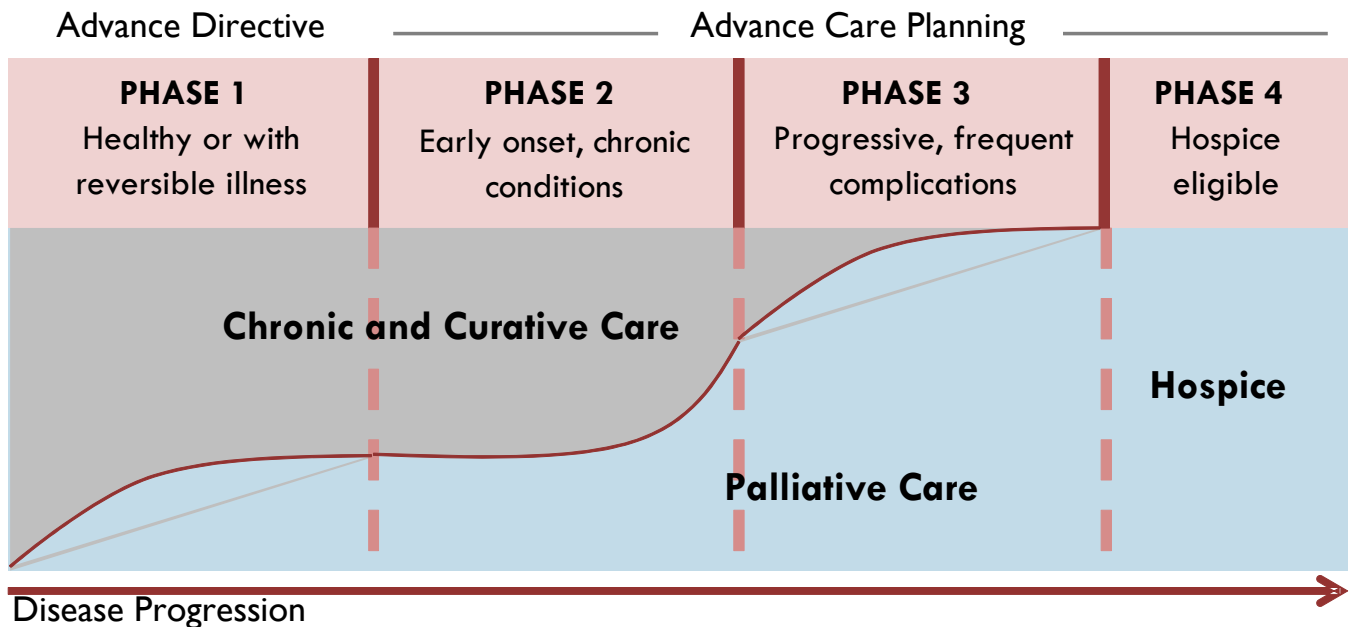 Advance Directive
Advance Care Planning
PHASE 1
Healthy or with
reversible illness
PHASE 2
Early onset, chronic
conditions
PHASE 3
Progressive, frequent
complications
PHASE 4
Hospice
eligible
Chronic and Curative Care
Hospice
Palliative Care
Disease Progression